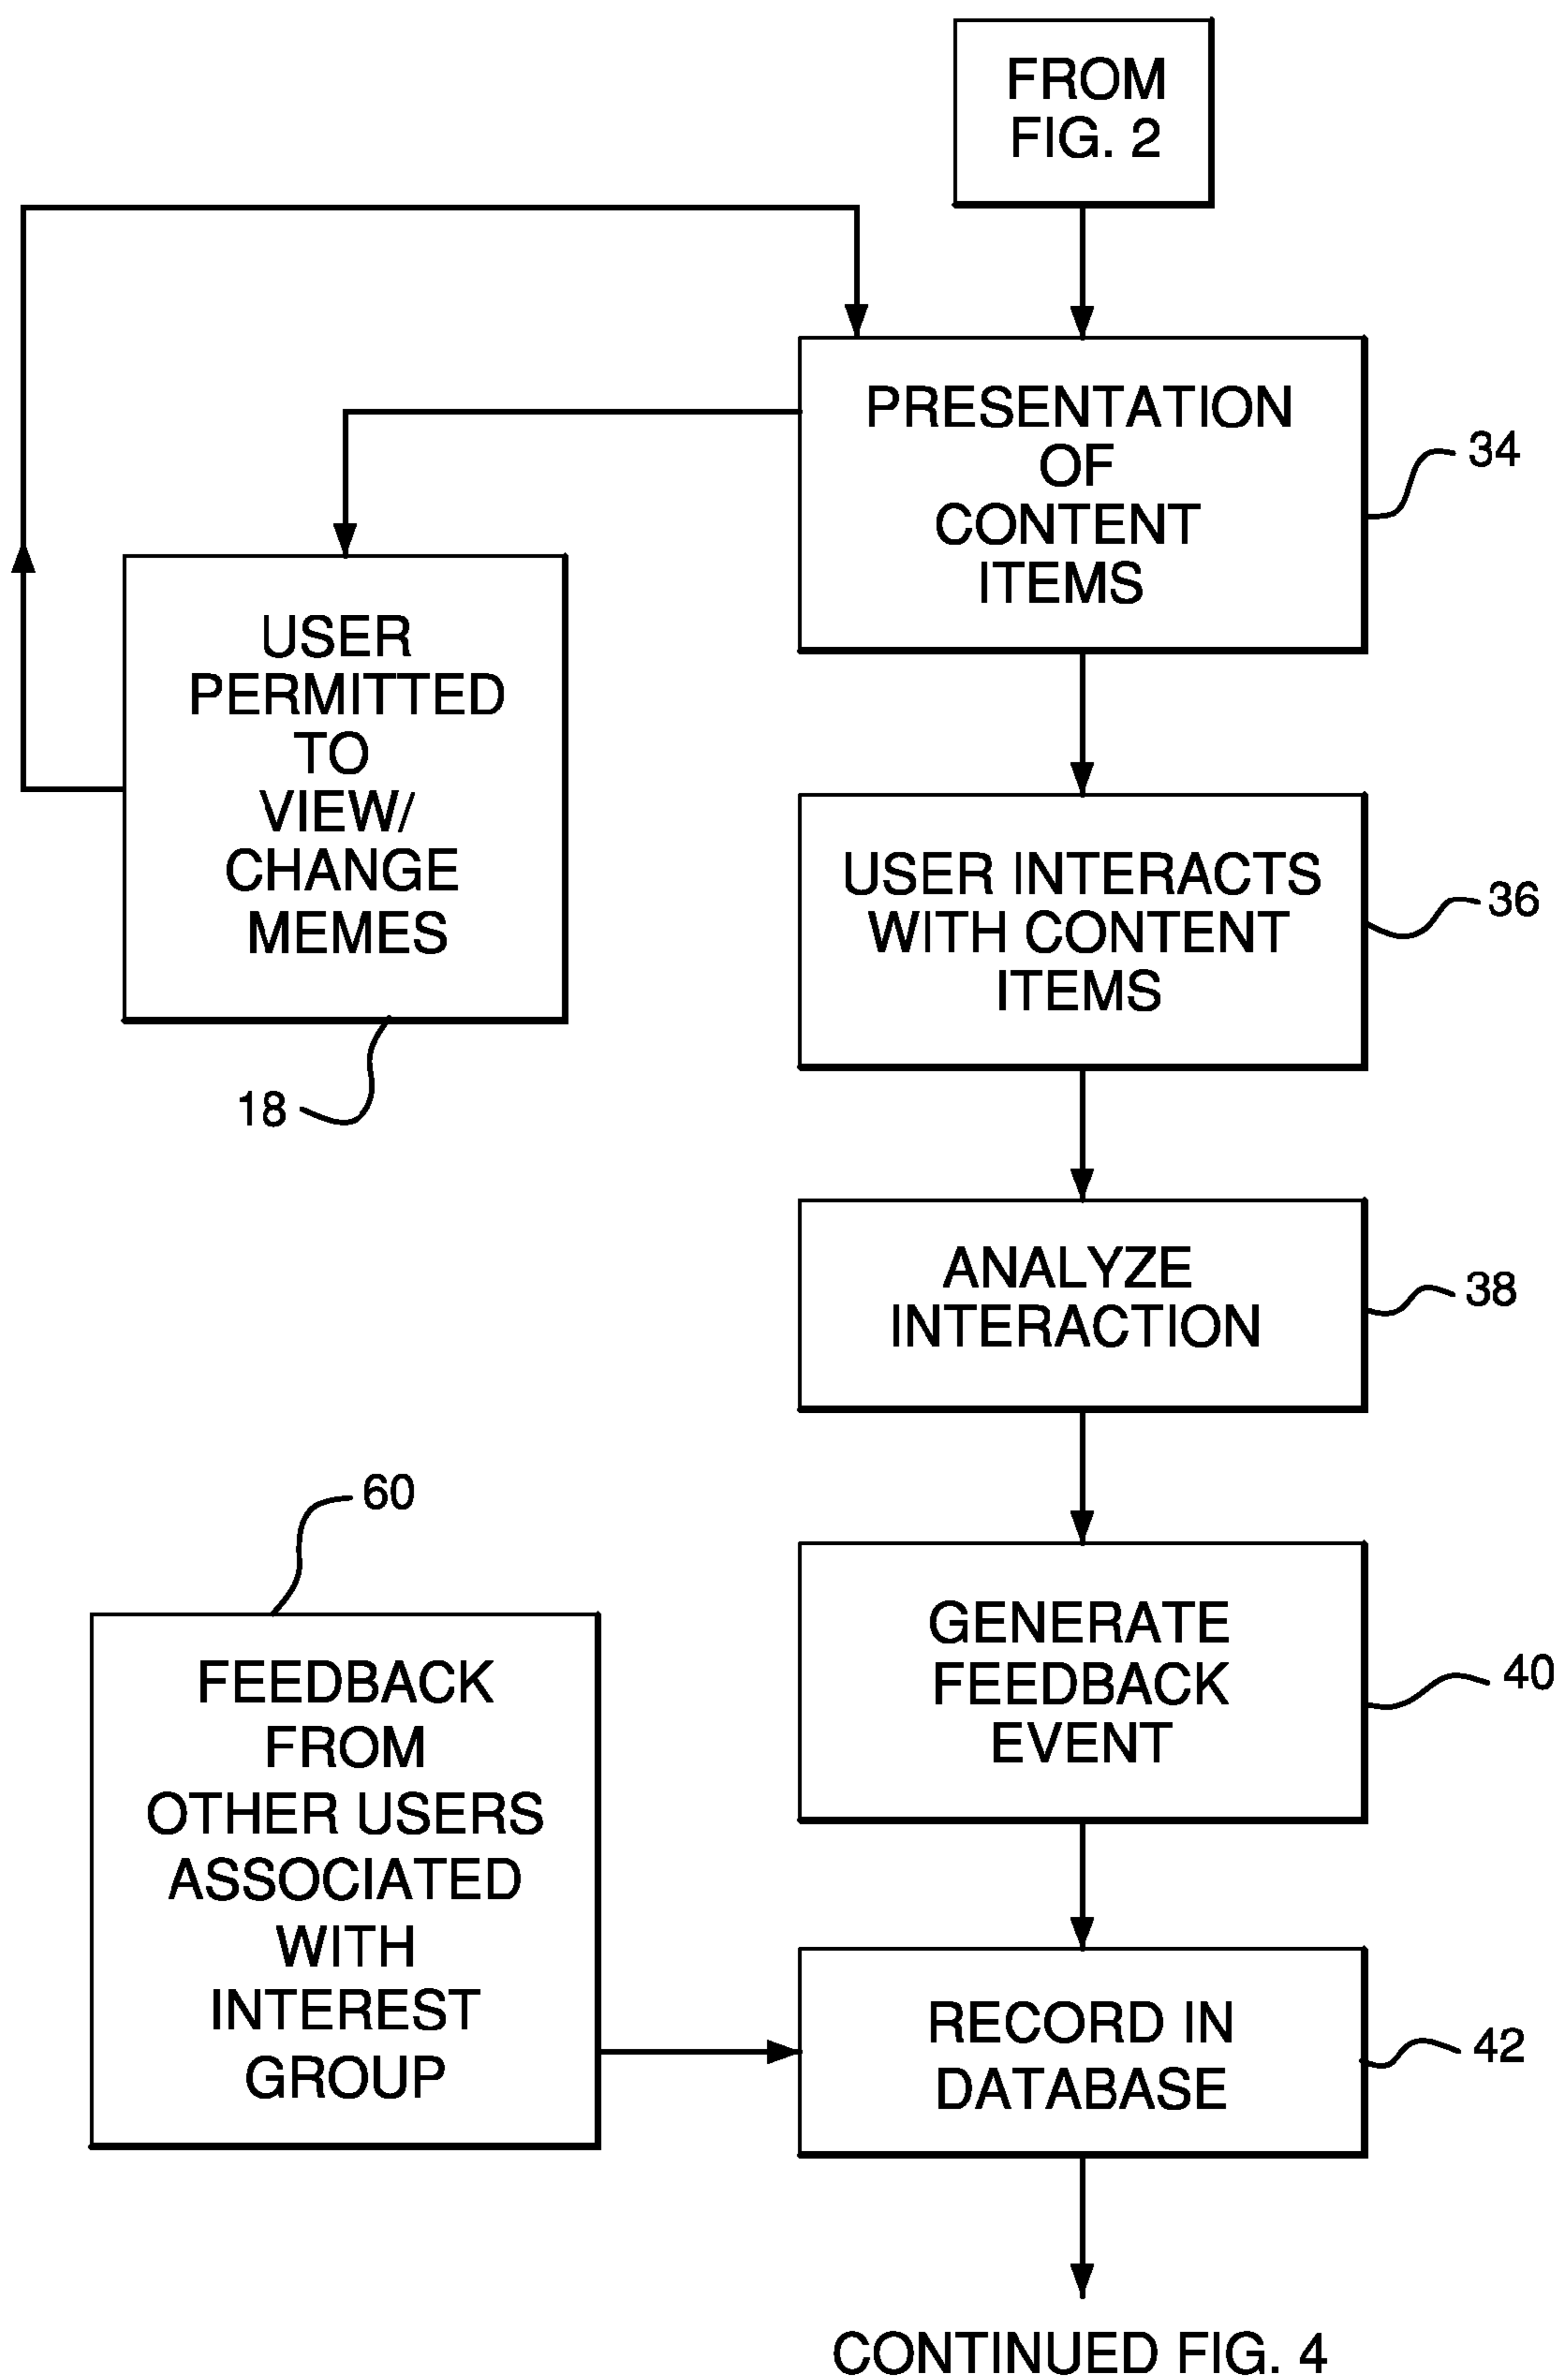 FROM
FIG. 2
PRESENTATION
OF
CONTENT
ITEMS
34
USER
PERMITTED
TO
VIEW/
CHANGE
MEMES
18
USER INTERACTS
WITH CONTENT
ITEMS
36
ANALYZE
INTERACTION
38
GENERATE
FEEDBACK
EVENT
40
60
FEEDBACK
FROM
OTHER USERS
ASSOCIATED
WITH
INTEREST
GROUP
RECORD IN
DATABASE
42
CONTINUED FIG. 4